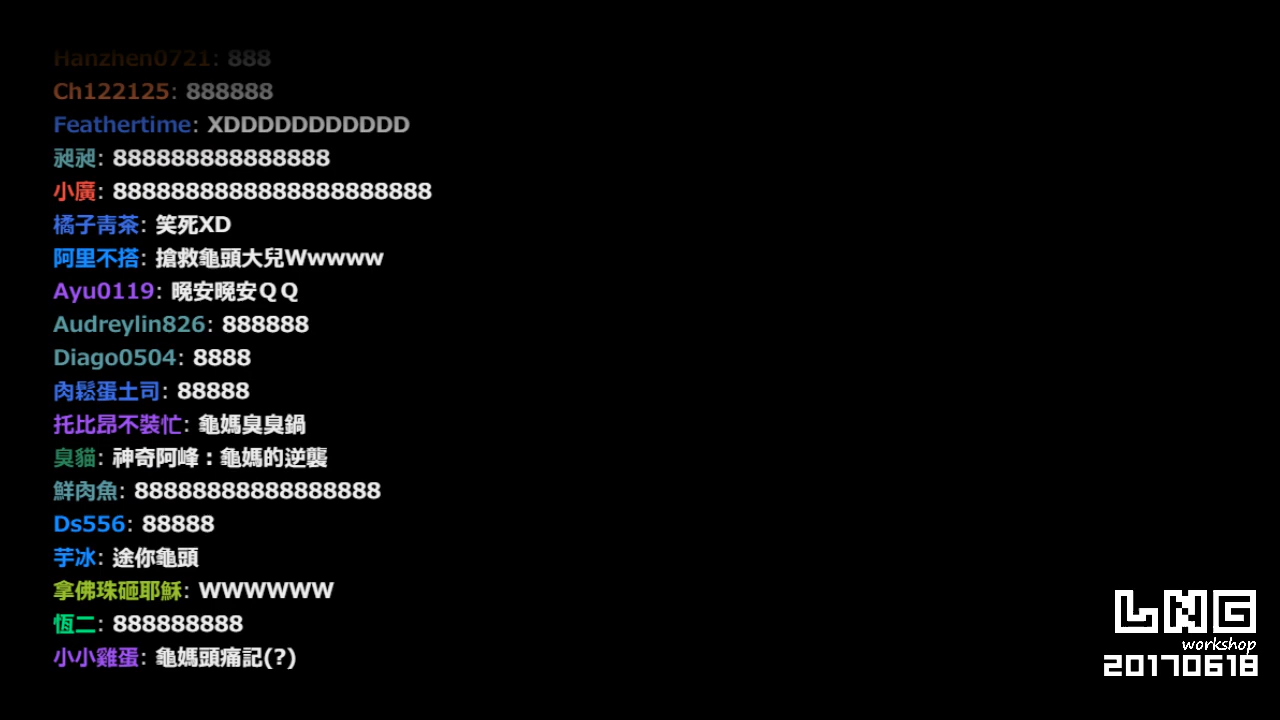 Hanzhen0721: 888
Ch122125: 888888
Feathertime: XDDDDDDDDDDD
昶昶: 888888888888888
小廣: 8888888888888888888888
橘子青茶: 笑死XD
阿里不搭: 搶救龜頭大兒Wwwww
Ayu0119: 晚安晚安QQ
Audreylin826: 888888
Diago0504: 8888
肉鬆蛋土司: 88888
托比昂不裝忙: 龜媽臭臭鍋
臭貓: 神奇阿峰：龜媽的逆襲
鮮肉魚: 88888888888888888
Ds556: 88888
芋冰: 途你龜頭
拿佛珠砸耶穌: WWWWWW
恆二: 888888888
小小雞蛋: 龜媽頭痛記(?)
LNG
workshop
20170618